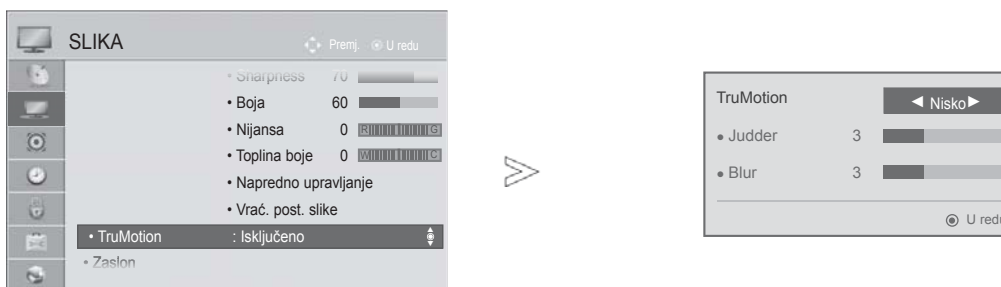 SLIKA
Premj. U redu
• Sharpness 70
• Boja 60
• Nijansa 0 R G
• Toplina boje 0 W C
• Napredno upravljanje
• Vrać. post. slike
• TruMotion : Isključeno
• Zaslon
TruMotion ◄ Nisko ►
• Judder 3
• Blur 3
U redu